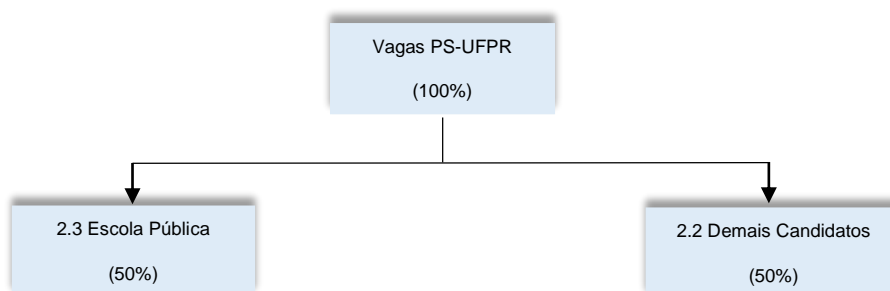 Vagas PS-UFPR
(100%)
2.3 Escola Pública
(50%)
2.2 Demais Candidatos
(50%)